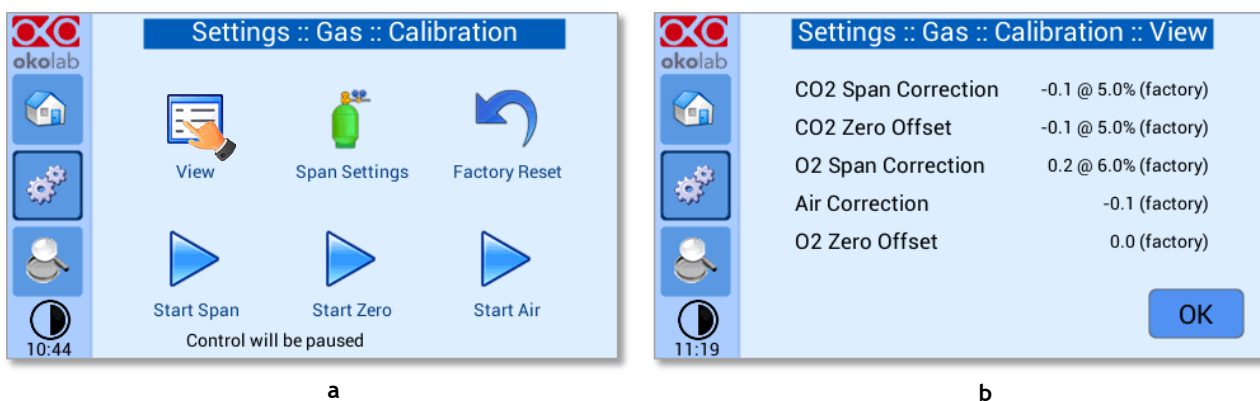 Settings :: Gas :: Calibration
okolab
View
Span Settings
Factory Reset
Start Span
Start Zero
Start Air
Control will be paused
10:44
a
Settings :: Gas :: Calibration :: View
okolab
CO2 Span Correction -0.1 @ 5.0% (factory)
CO2 Zero Offset -0.1 @ 5.0% (factory)
O2 Span Correction 0.2 @ 6.0% (factory)
Air Correction -0.1 (factory)
O2 Zero Offset 0.0 (factory)
OK
11:19
b